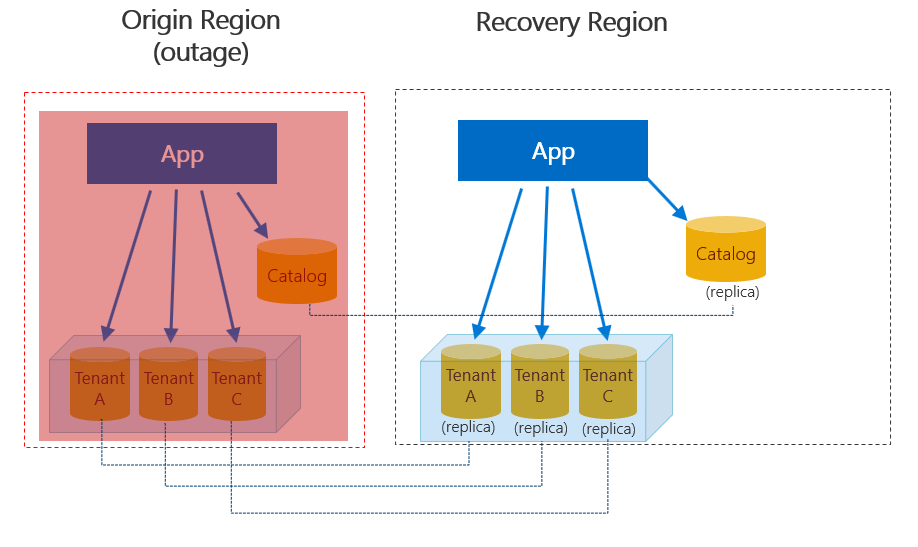 Origin Region
(outage)
Recovery Region
App
App
Catalog
Catalog
(replica)
Tenant
A
Tenant
B
Tenant
C
Tenant
A
(replica)
Tenant
B
(replica)
Tenant
C
(replica)